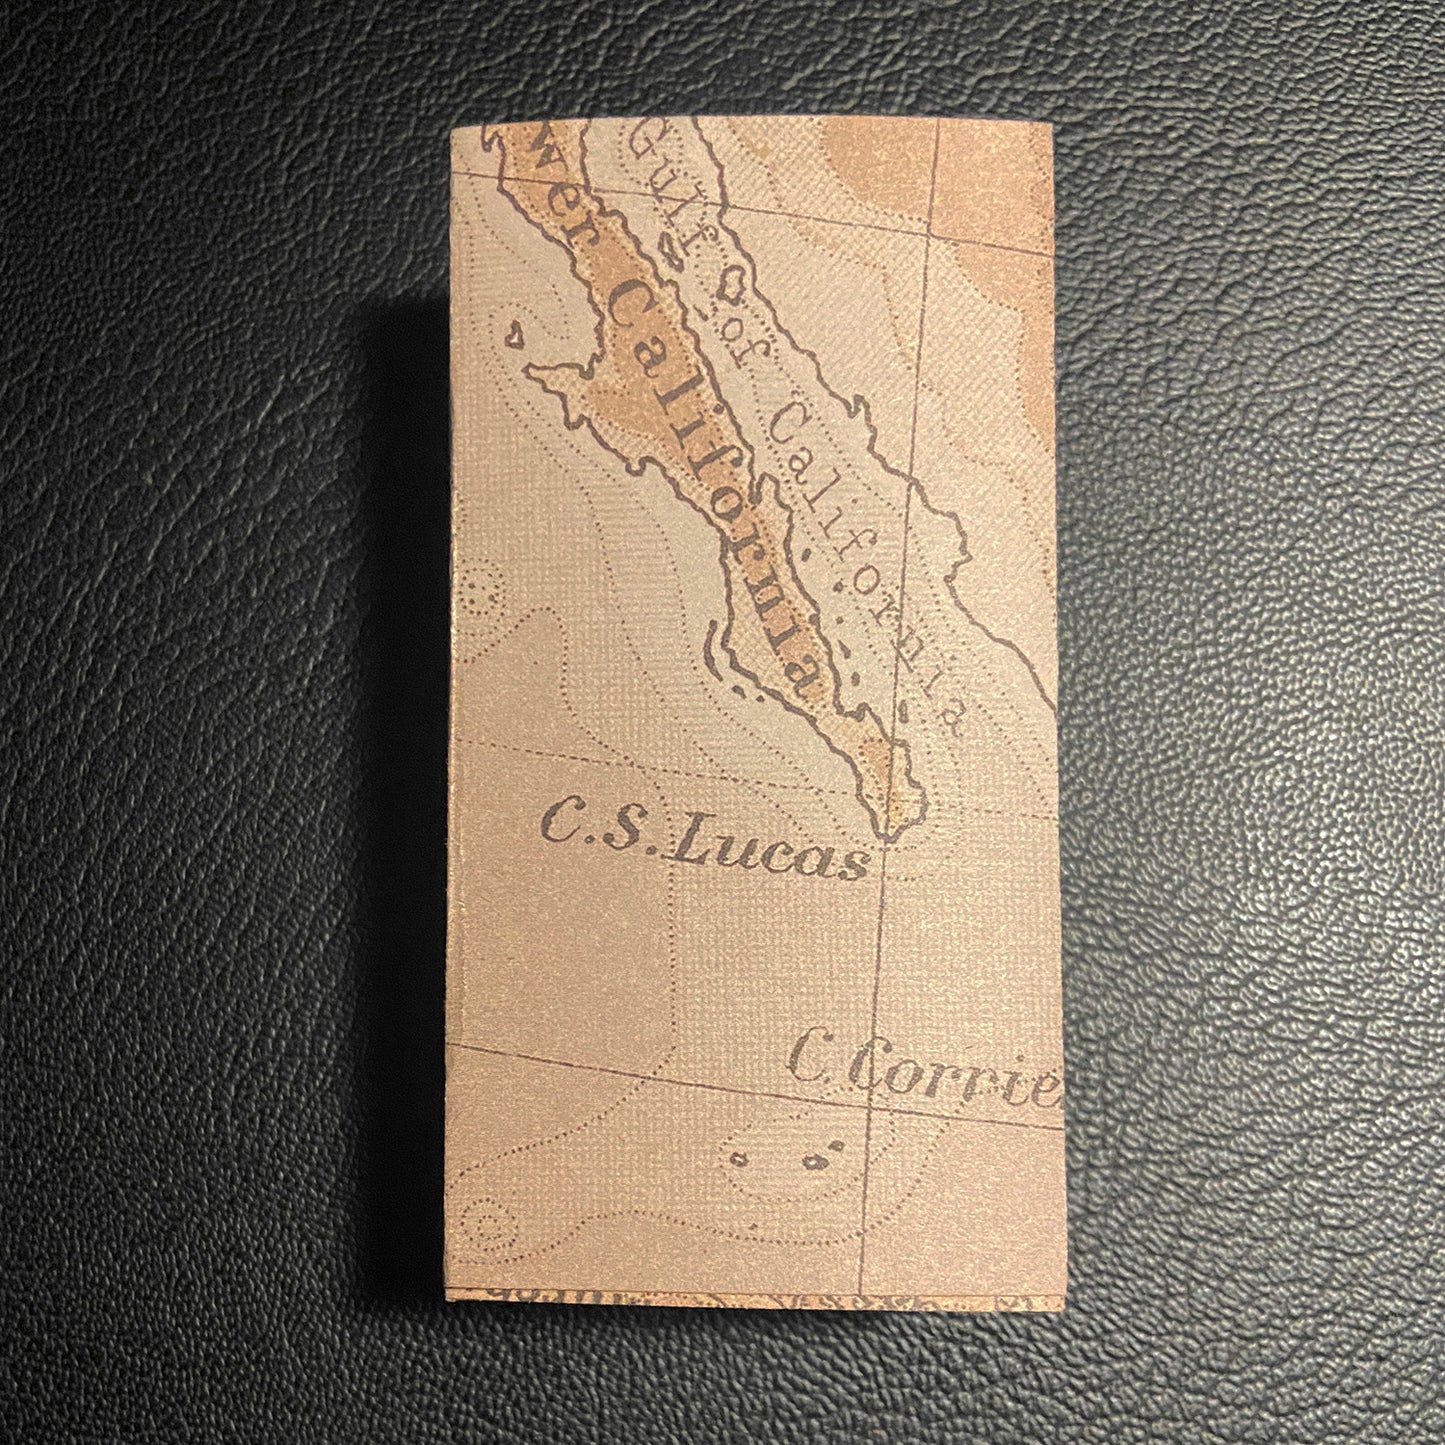 wer California
Gulf of California
C. S. Lucas
C. Corrie